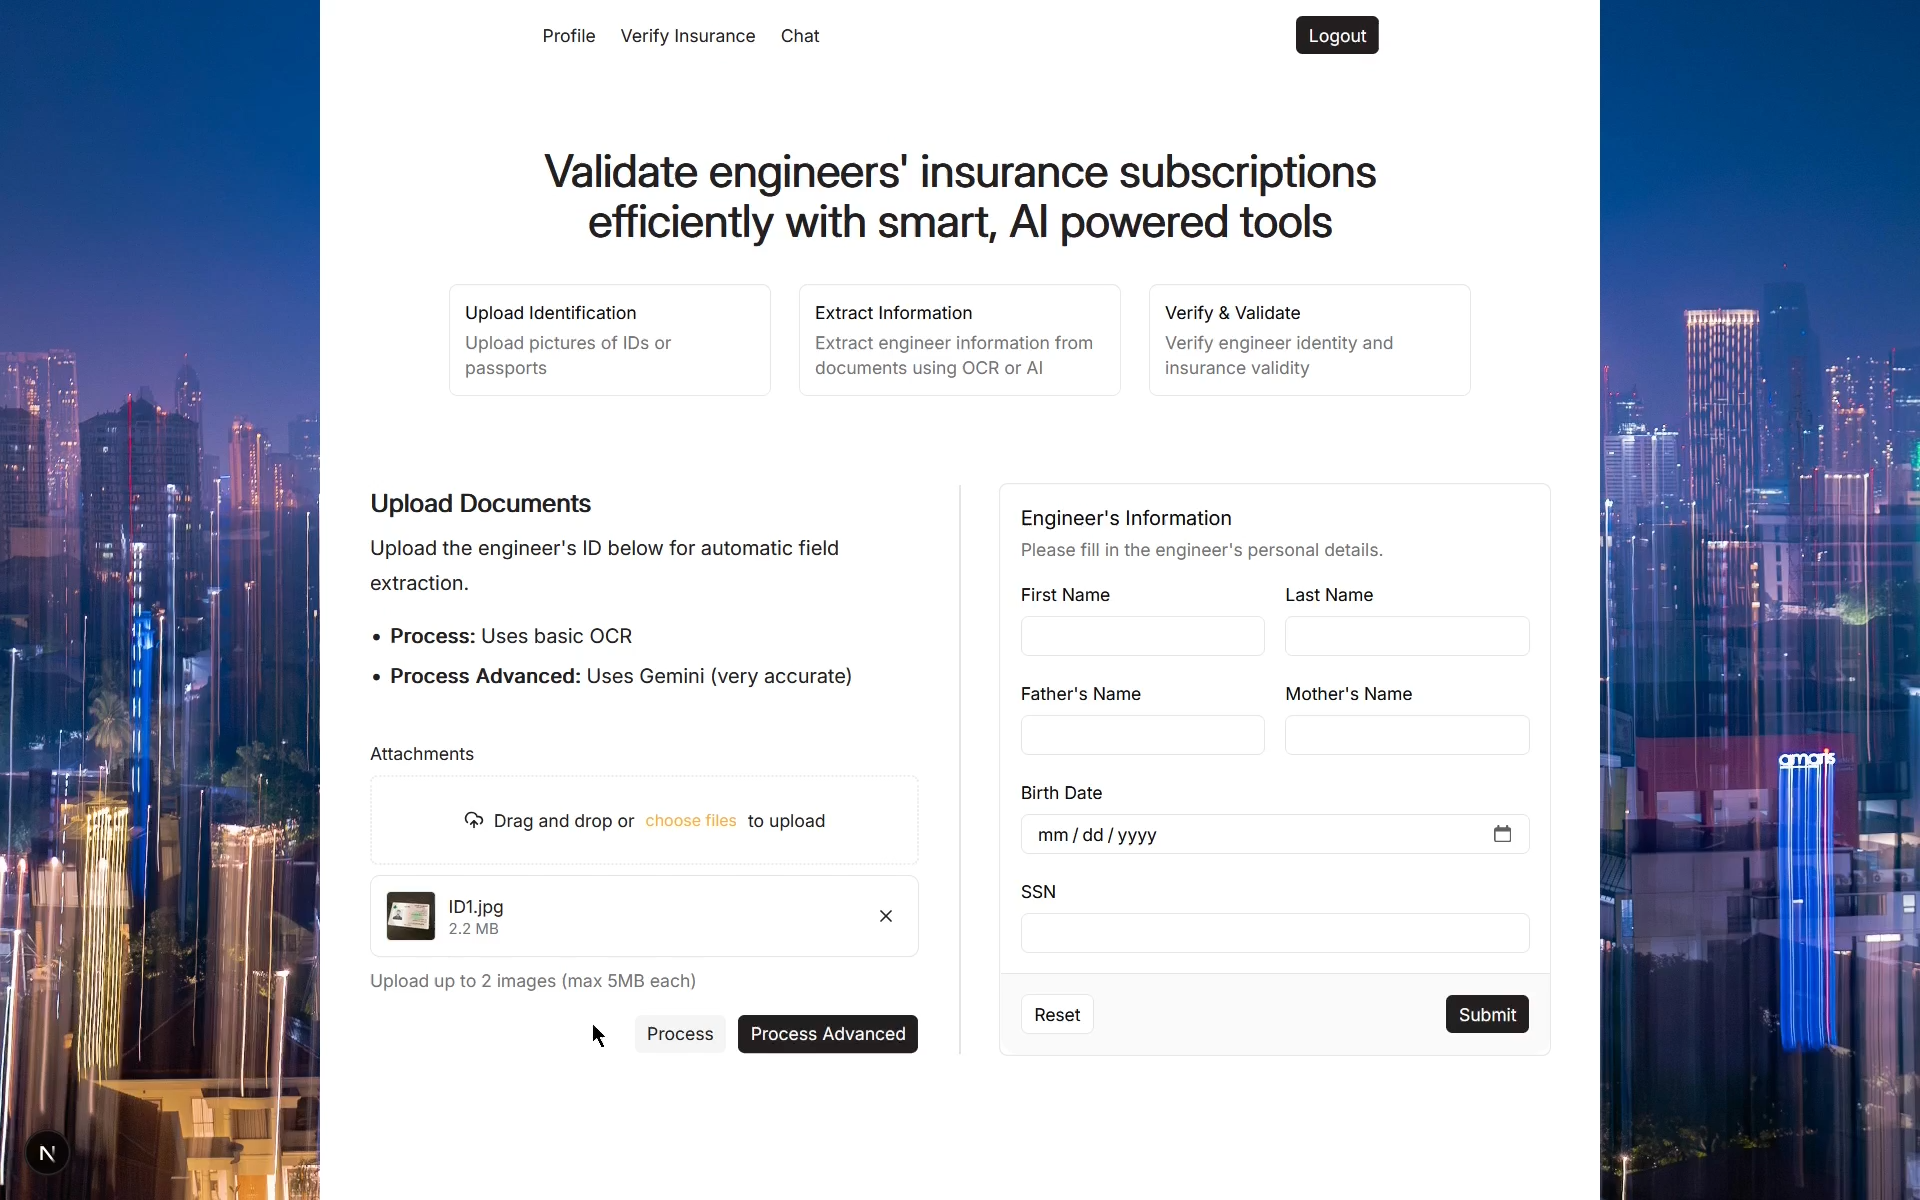 Profile Verify Insurance Chat Logout
Validate engineers' insurance subscriptions
efficiently with smart, AI powered tools
Upload Identification
Upload pictures of IDs or
passports
Extract Information
Extract engineer information from
documents using OCR or AI
Verify & Validate
Verify engineer identity and
insurance validity
Upload Documents
Upload the engineer's ID below for automatic field
extraction.
• Process: Uses basic OCR
• Process Advanced: Uses Gemini (very accurate)
Attachments
Drag and drop or choose files to upload
ID1.jpg
2.2 MB
Upload up to 2 images (max 5MB each)
Process Process Advanced
Engineer's Information
Please fill in the engineer's personal details.
First Name Last Name
Father's Name Mother's Name
Birth Date
mm / dd / yyyy
SSN
Reset Submit
amaris
N